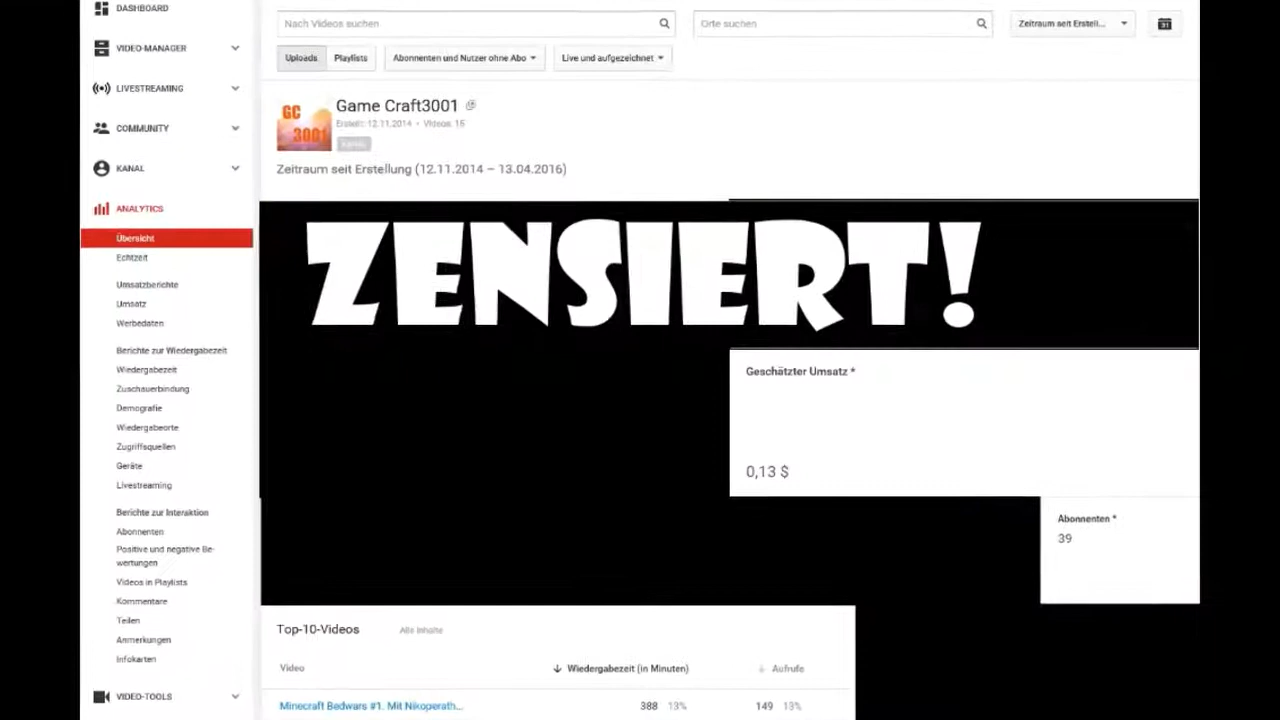 DASHBOARD
VIDEO-MANAGER
LIVESTREAMING
COMMUNITY
KANAL
ANALYTICS
Übersicht
Echtzeit
Umsatzberichte
Umsatz
Werbedaten
Berichte zur Wiedergabezeit
Wiedergabezeit
Zuschauerbindung
Demografie
Wiedergabeorte
Zugriffsquellen
Geräte
Livestreaming
Berichte zur Interaktion
Abonnenten
Positive und negative Be-
wertungen
Videos in Playlists
Kommentare
Teilen
Anmerkungen
Infokarten
VIDEO-TOOLS
Nach Videos suchen
Orte suchen
Zeitraum seit Erstell...
31
Uploads Playlists Abonnenten und Nutzer ohne Abo Live und aufgezeichnet
GC
3001
Game Craft3001
Erstellt: 12.11.2014 • Videos: 15
KANAL
Zeitraum seit Erstellung (12.11.2014 – 13.04.2016)
ZENSIERT!
Geschätzter Umsatz *
0,13 $
Abonnenten *
39
Top-10-Videos Alle Inhalte
Video Wiedergabezeit (in Minuten) Aufrufe
Minecraft Bedwars #1. Mit Nikoperath... 388 13% 149 13%